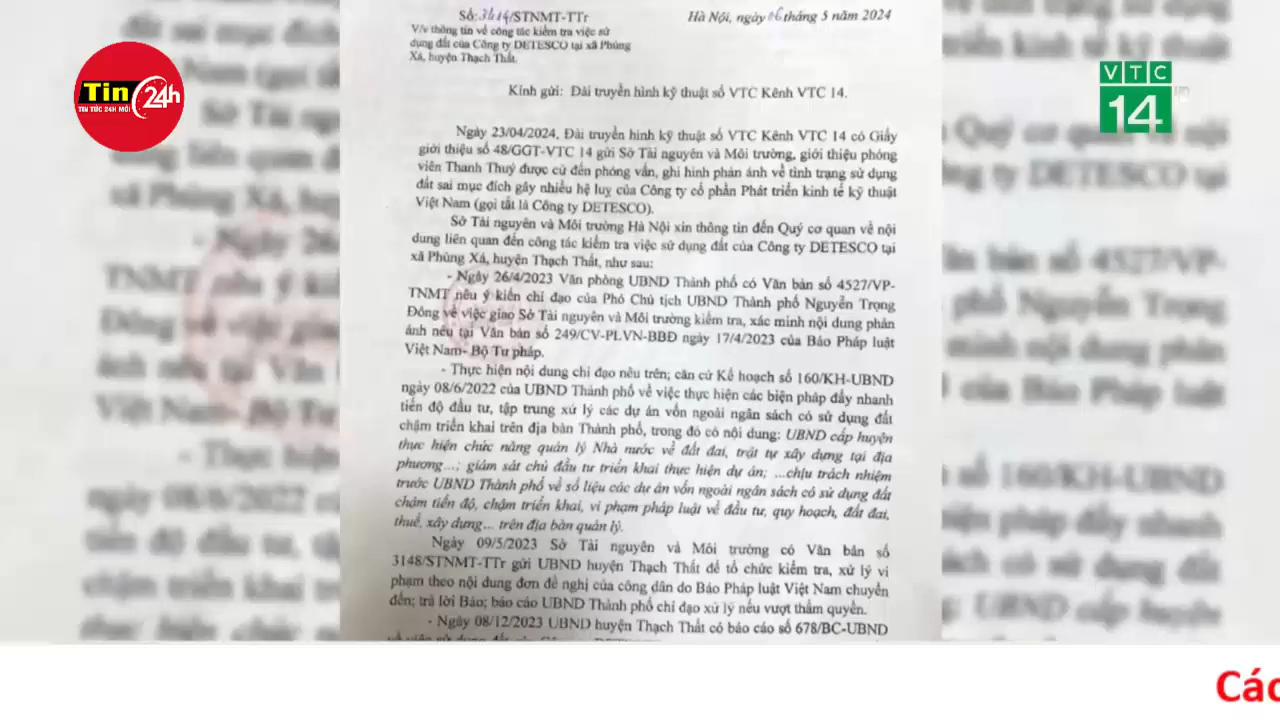 Số: 3414/STNMT-TTr
Hà Nội, ngày 06 tháng 5 năm 2024
V/v thông tin về công tác kiểm tra việc sử
dụng đất của Công ty DETESCO tại xã Phùng
Xá, huyện Thạch Thất.
Kính gửi: Đài truyền hình kỹ thuật số VTC Kênh VTC 14.
Ngày 23/04/2024, Đài truyền hình kỹ thuật số VTC Kênh VTC 14 có Giấy
giới thiệu số 48/GGT-VTC 14 gửi Sở Tài nguyên và Môi trường, giới thiệu phóng
viên Thanh Thuý được cử đến phỏng vấn, ghi hình phản ánh về tình trạng sử dụng
đất sai mục đích gây nhiều hệ luỵ của Công ty cổ phần Phát triển kinh tế kỹ thuật
Việt Nam (gọi tắt là Công ty DETESCO).
Sở Tài nguyên và Môi trường Hà Nội xin thông tin đến Quý cơ quan về nội
dung liên quan đến công tác kiểm tra việc sử dụng đất của Công ty DETESCO tại
xã Phùng Xá, huyện Thạch Thất, như sau:
- Ngày 26/4/2023 Văn phòng UBND Thành phố có Văn bản số 4527/VP-
TNMT nêu ý kiến chỉ đạo của Phó Chủ tịch UBND Thành phố Nguyễn Trọng
Đông về việc giao Sở Tài nguyên và Môi trường kiểm tra, xác minh nội dung phản
ánh nêu tại Văn bản số 249/CV-PLVN-BBĐ ngày 17/4/2023 của Báo Pháp luật
Việt Nam- Bộ Tư pháp.
- Thực hiện nội dung chỉ đạo nêu trên; căn cứ Kế hoạch số 160/KH-UBND
ngày 08/6/2022 của UBND Thành phố về việc thực hiện các biện pháp đẩy nhanh
tiến độ đầu tư, tập trung xử lý các dự án vốn ngoài ngân sách có sử dụng đất
chậm triển khai trên địa bàn Thành phố, trong đó có nội dung: UBND cấp huyện
thực hiện chức năng quản lý Nhà nước về đất đai, trật tự xây dựng tại địa
phương...; giám sát chủ đầu tư triển khai thực hiện dự án; ...chịu trách nhiệm
trước UBND Thành phố về số liệu các dự án vốn ngoài ngân sách có sử dụng đất
chậm tiến độ, chậm triển khai, vi phạm pháp luật về đầu tư, quy hoạch, đất đai,
thuế, xây dựng... trên địa bàn quản lý.
Ngày 09/5/2023 Sở Tài nguyên và Môi trường có Văn bản số
3148/STNMT-TTr gửi UBND huyện Thạch Thất để tổ chức kiểm tra, xử lý vi
phạm theo nội dung đơn đề nghị của công dân do Báo Pháp luật Việt Nam chuyển
đến; trả lời Báo; báo cáo UBND Thành phố chỉ đạo xử lý nếu vượt thẩm quyền.
- Ngày 08/12/2023 UBND huyện Thạch Thất có báo cáo số 678/BC-UBND
Tin 24h
TIN TỨC 24H MỚI
VTC
14
Các